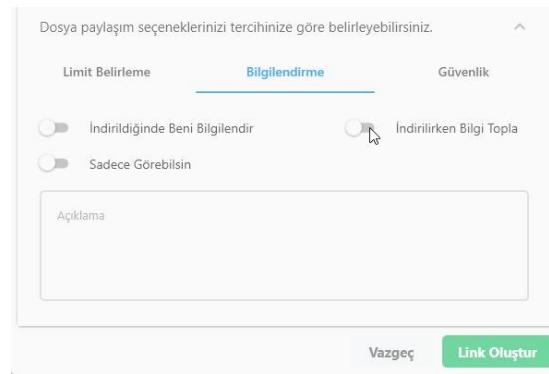 Dosya paylaşım seçeneklerinizi tercihinize göre belirleyebilirsiniz.
Limit Belirleme Bilgilendirme Güvenlik
İndirildiğinde Beni Bilgilendir İndirilirken Bilgi Topla
Sadece Görebilsin
Açıklama
Vazgeç Link Oluştur